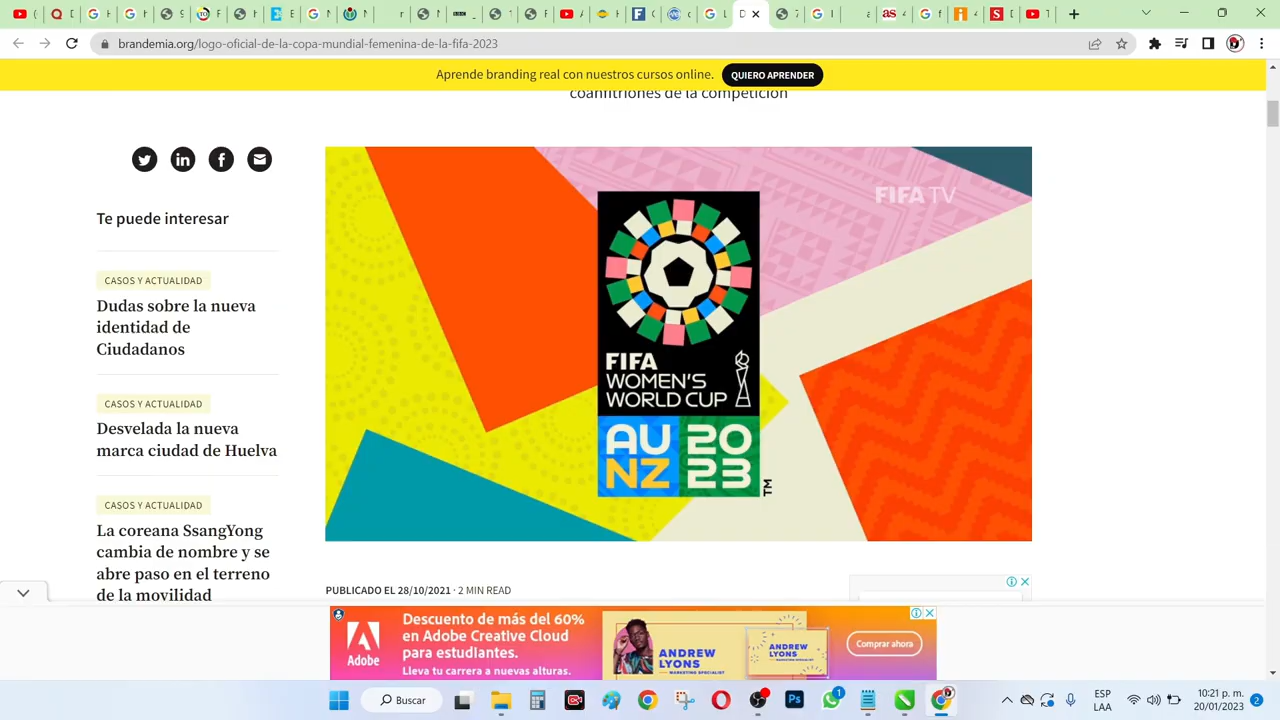 brandemia.org/logo-oficial-de-la-copa-mundial-femenina-de-la-fifa-2023
Aprende branding real con nuestros cursos online.
QUIERO APRENDER
coanfitriones de la competición
Te puede interesar
CASOS Y ACTUALIDAD
Dudas sobre la nueva
identidad de
Ciudadanos
CASOS Y ACTUALIDAD
Desvelada la nueva
marca ciudad de Huelva
CASOS Y ACTUALIDAD
La coreana SsangYong
cambia de nombre y se
abre paso en el terreno
de la movilidad
FIFA TV
FIFA
WOMEN'S
WORLD CUP
AU 20
NZ 23
TM
PUBLICADO EL 28/10/2021 · 2 MIN READ
Adobe
Descuento de más del 60%
en Adobe Creative Cloud
para estudiantes.
Lleva tu carrera a nuevas alturas.
ANDREW
LYONS
MARKETING SPECIALIST
ANDREW
LYONS
Comprar ahora
Buscar
Ps
1
ESP
LAA
10:21 p. m.
20/01/2023
2